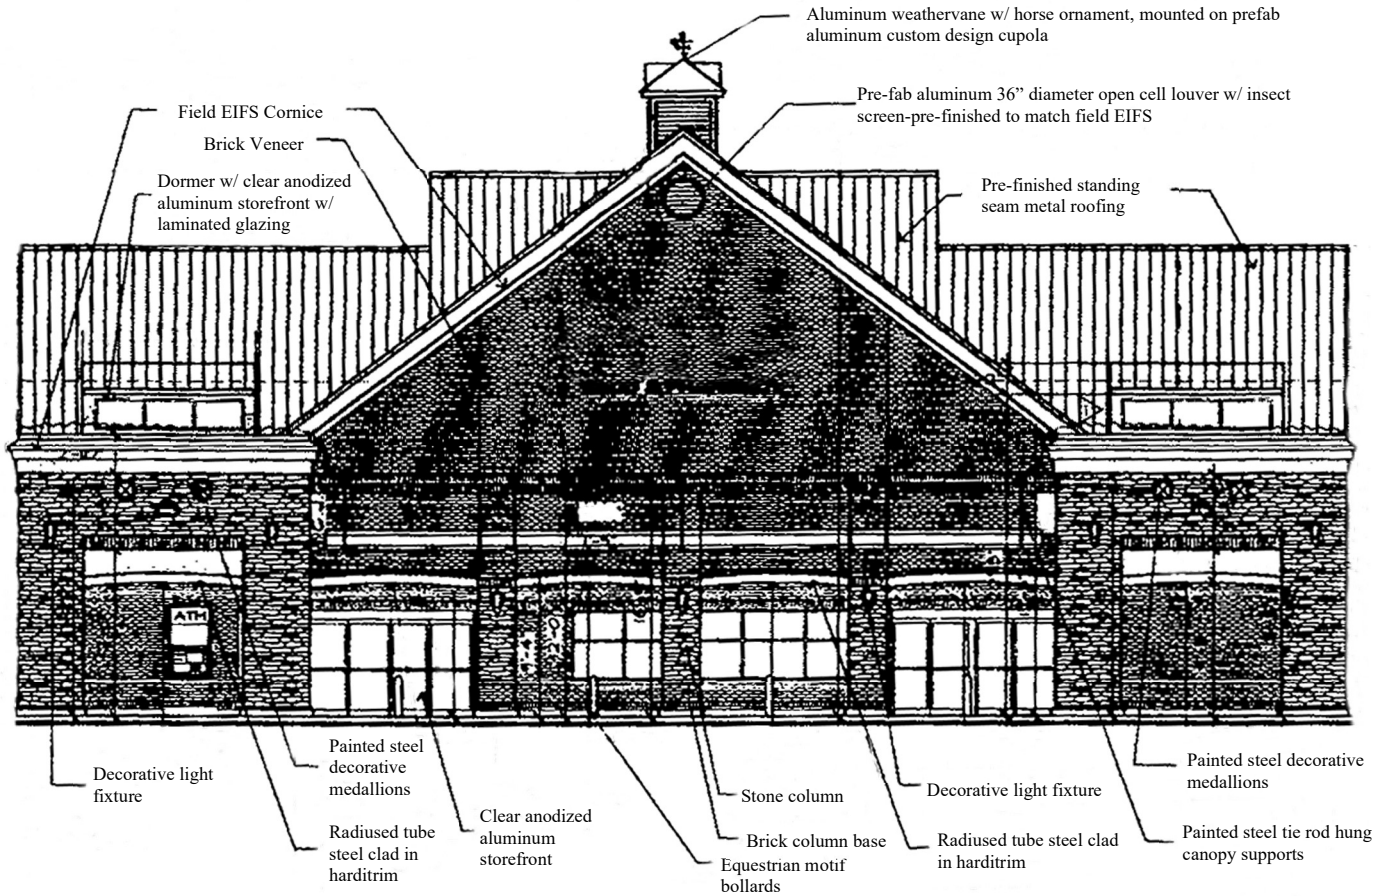 Aluminum weathervane w/ horse ornament, mounted on prefab
aluminum custom design cupola
Pre-fab aluminum 36” diameter open cell louver w/ insect
screen-pre-finished to match field EIFS
Field EIFS Cornice
Brick Veneer
Dormer w/ clear anodized
aluminum storefront w/
laminated glazing
Pre-finished standing
seam metal roofing
ATM
Decorative light
fixture
Painted steel
decorative
medallions
Radiused tube
steel clad in
harditrim
Clear anodized
aluminum
storefront
Stone column
Brick column base
Equestrian motif
bollards
Decorative light fixture
Radiused tube steel clad
in harditrim
Painted steel decorative
medallions
Painted steel tie rod hung
canopy supports